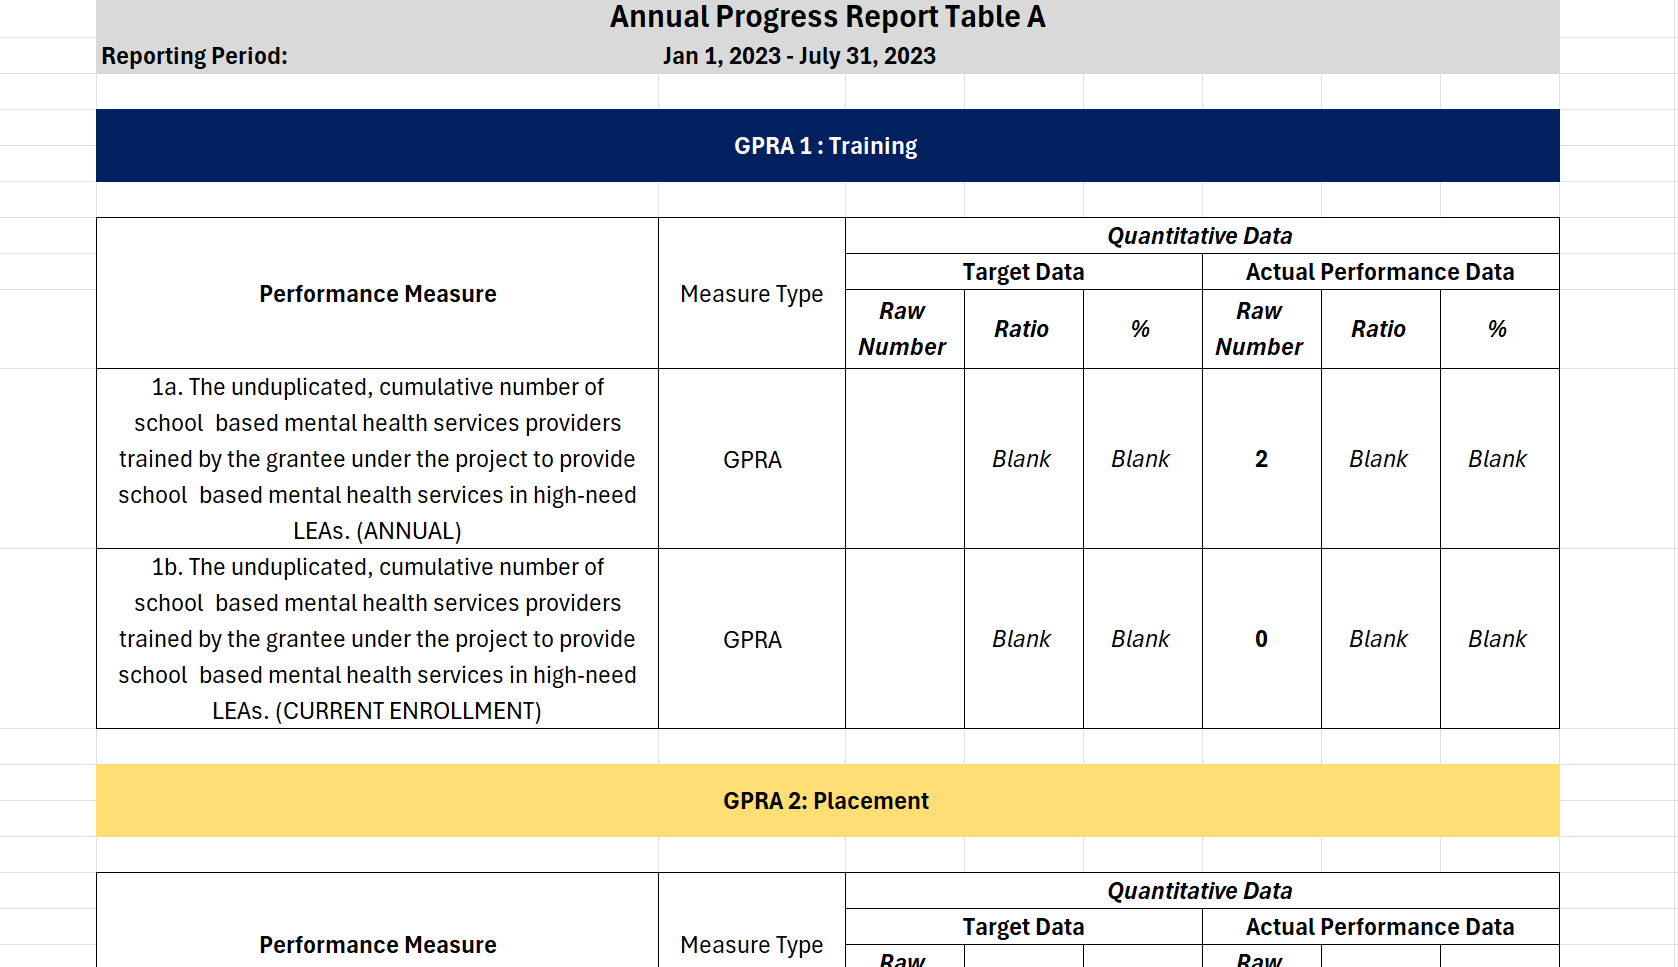 Annual Progress Report Table A
Reporting Period: Jan 1, 2023 - July 31, 2023
GPRA 1 : Training
Quantitative Data
Target Data Actual Performance Data
Performance Measure Measure Type
Raw Number Ratio % Raw Number Ratio %
1a. The unduplicated, cumulative number of
school  based mental health services providers
trained by the grantee under the project to provide
school  based mental health services in high-need
LEAs. (ANNUAL)
GPRA Blank Blank 2 Blank Blank
1b. The unduplicated, cumulative number of
school  based mental health services providers
trained by the grantee under the project to provide
school  based mental health services in high-need
LEAs. (CURRENT ENROLLMENT)
GPRA Blank Blank 0 Blank Blank
GPRA 2: Placement
Quantitative Data
Target Data Actual Performance Data
Performance Measure Measure Type
Raw Raw